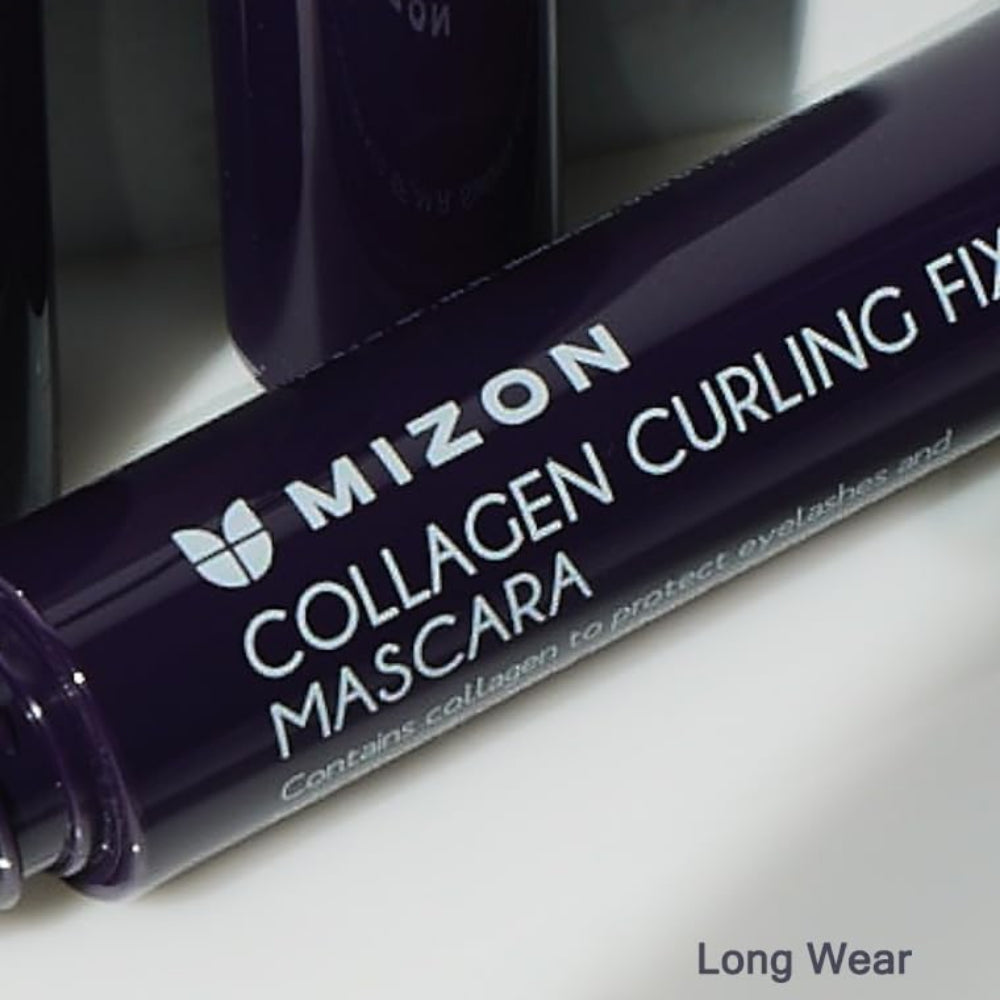 MIZON
COLLAGEN CURLING FIX
MASCARA
Contains collagen to protect eyelashes and
Long Wear